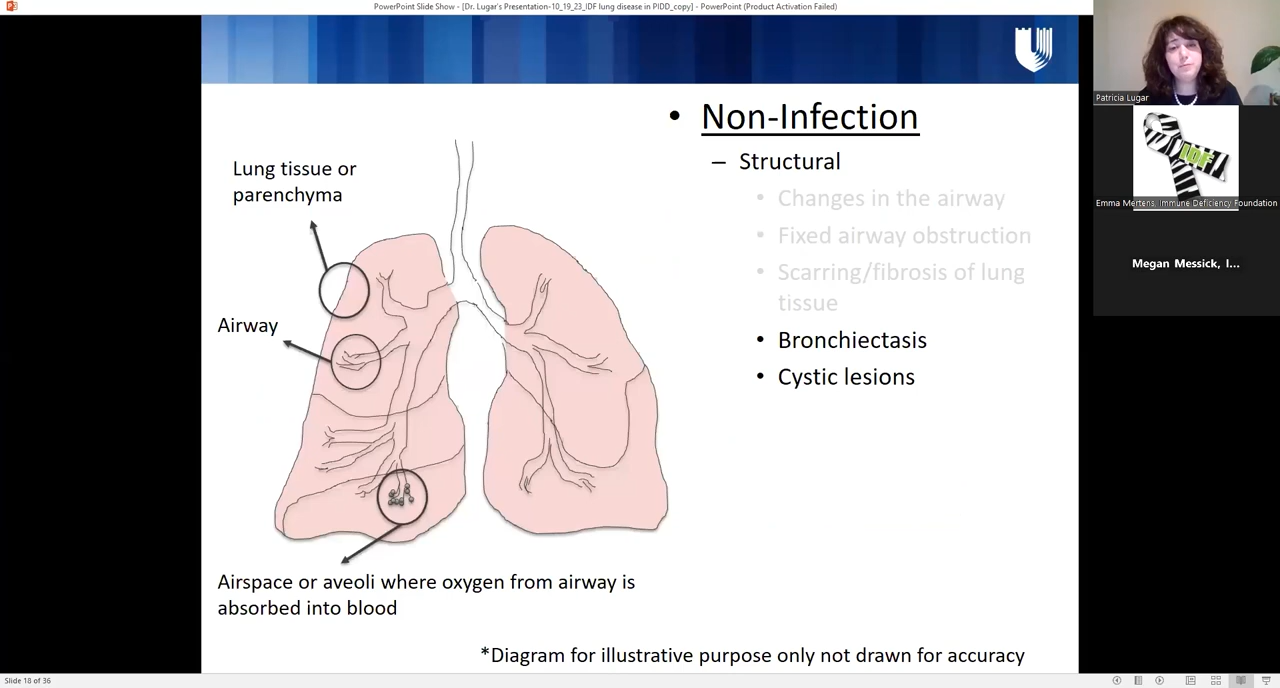 PowerPoint Slide Show - [Dr. Lugar's Presentation-10_19_23_IDF lung disease in PIDD_copy] - PowerPoint (Product Activation Failed)
Patricia Lugar
IDF
Emma Mertens, Immune Deficiency Foundation
Megan Messick, I...
• Non-Infection
– Structural
• Changes in the airway
• Fixed airway obstruction
• Scarring/fibrosis of lung
tissue
• Bronchiectasis
• Cystic lesions
Lung tissue or
parenchyma
Airway
Airspace or aveoli where oxygen from airway is
absorbed into blood
*Diagram for illustrative purpose only not drawn for accuracy
Slide 18 of 36